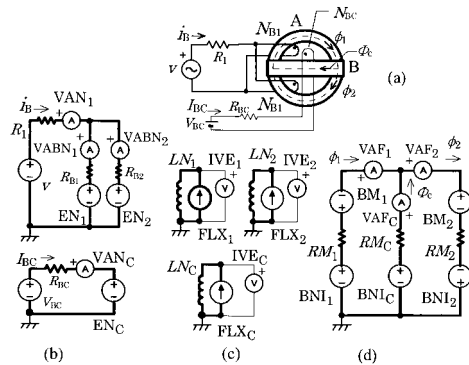 N_B1 A N_BC
i_B R_1 ϕ_1
V B Φ_c
I_BC R_BC N_B1 ϕ_2
V_BC (a)
i_B VAN_1
R_1 VABN_1 VABN_2
R_B1 R_B2
V EN_1 EN_2
I_BC VAN_C
R_BC
V_BC EN_C
(b)
LN_1 IVE_1 LN_2 IVE_2
FLX_1 FLX_2
LN_C IVE_C
FLX_C
(c)
ϕ_1 VAF_1 VAF_2 ϕ_2
BM_1 Φ_c BM_2
VAF_C
RM_1 RM_C RM_2
BNI_1 BNI_C BNI_2
(d)